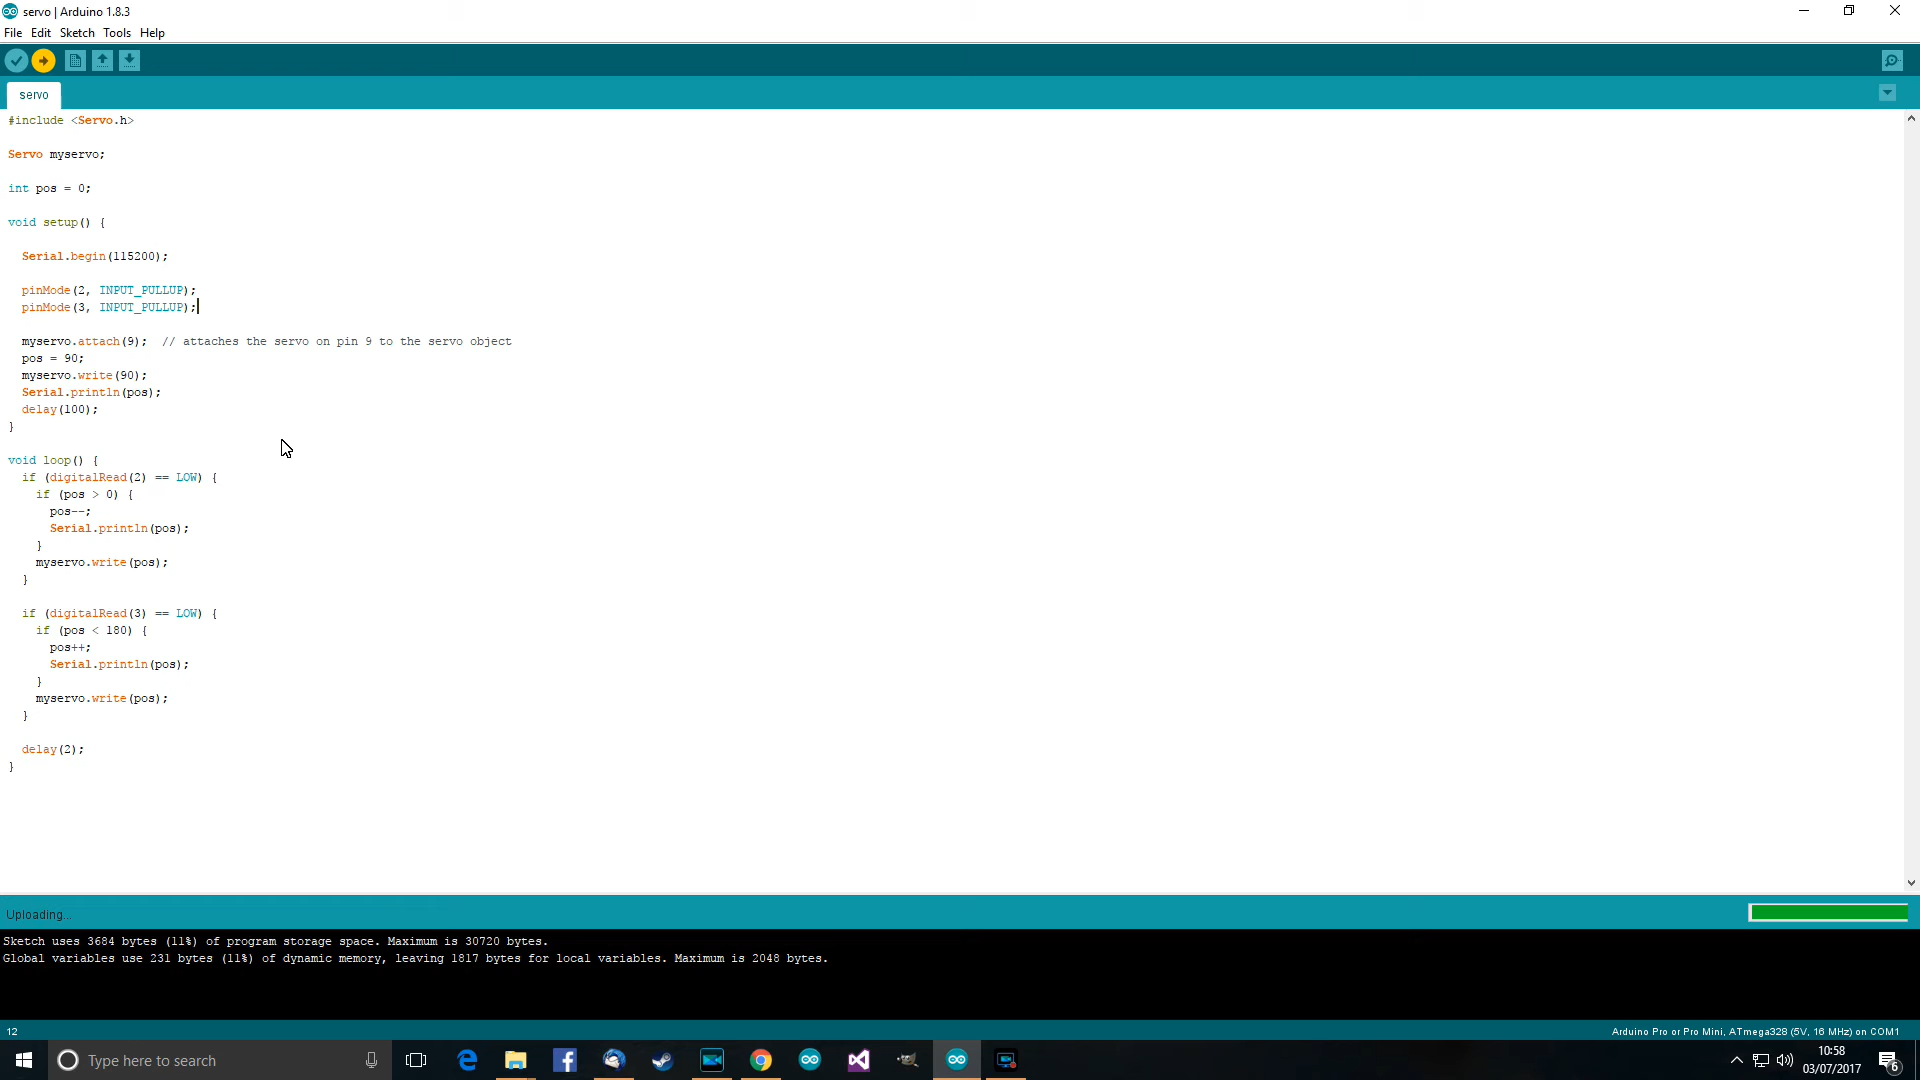 servo | Arduino 1.8.3
File Edit Sketch Tools Help
servo
#include <Servo.h>
Servo myservo;
int pos = 0;
void setup() {
Serial.begin(115200);
pinMode(2, INPUT_PULLUP);
pinMode(3, INPUT_PULLUP);
myservo.attach(9);  // attaches the servo on pin 9 to the servo object
pos = 90;
myservo.write(90);
Serial.println(pos);
delay(100);
}
void loop() {
if (digitalRead(2) == LOW) {
if (pos > 0) {
pos--;
Serial.println(pos);
}
myservo.write(pos);
}
if (digitalRead(3) == LOW) {
if (pos < 180) {
pos++;
Serial.println(pos);
}
myservo.write(pos);
}
delay(2);
}
Uploading...
Sketch uses 3684 bytes (11%) of program storage space. Maximum is 30720 bytes.
Global variables use 231 bytes (11%) of dynamic memory, leaving 1817 bytes for local variables. Maximum is 2048 bytes.
12 Arduino Pro or Pro Mini, ATmega328 (5V, 16 MHz) on COM1
Type here to search
10:58
03/07/2017
6